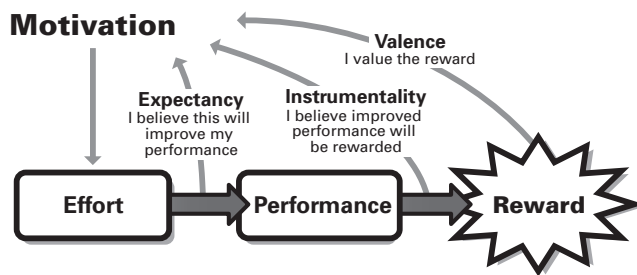 Motivation
Valence
I value the reward
Expectancy
I believe this will
improve my
performance
Instrumentality
I believe improved
performance will
be rewarded
Effort
Performance
Reward